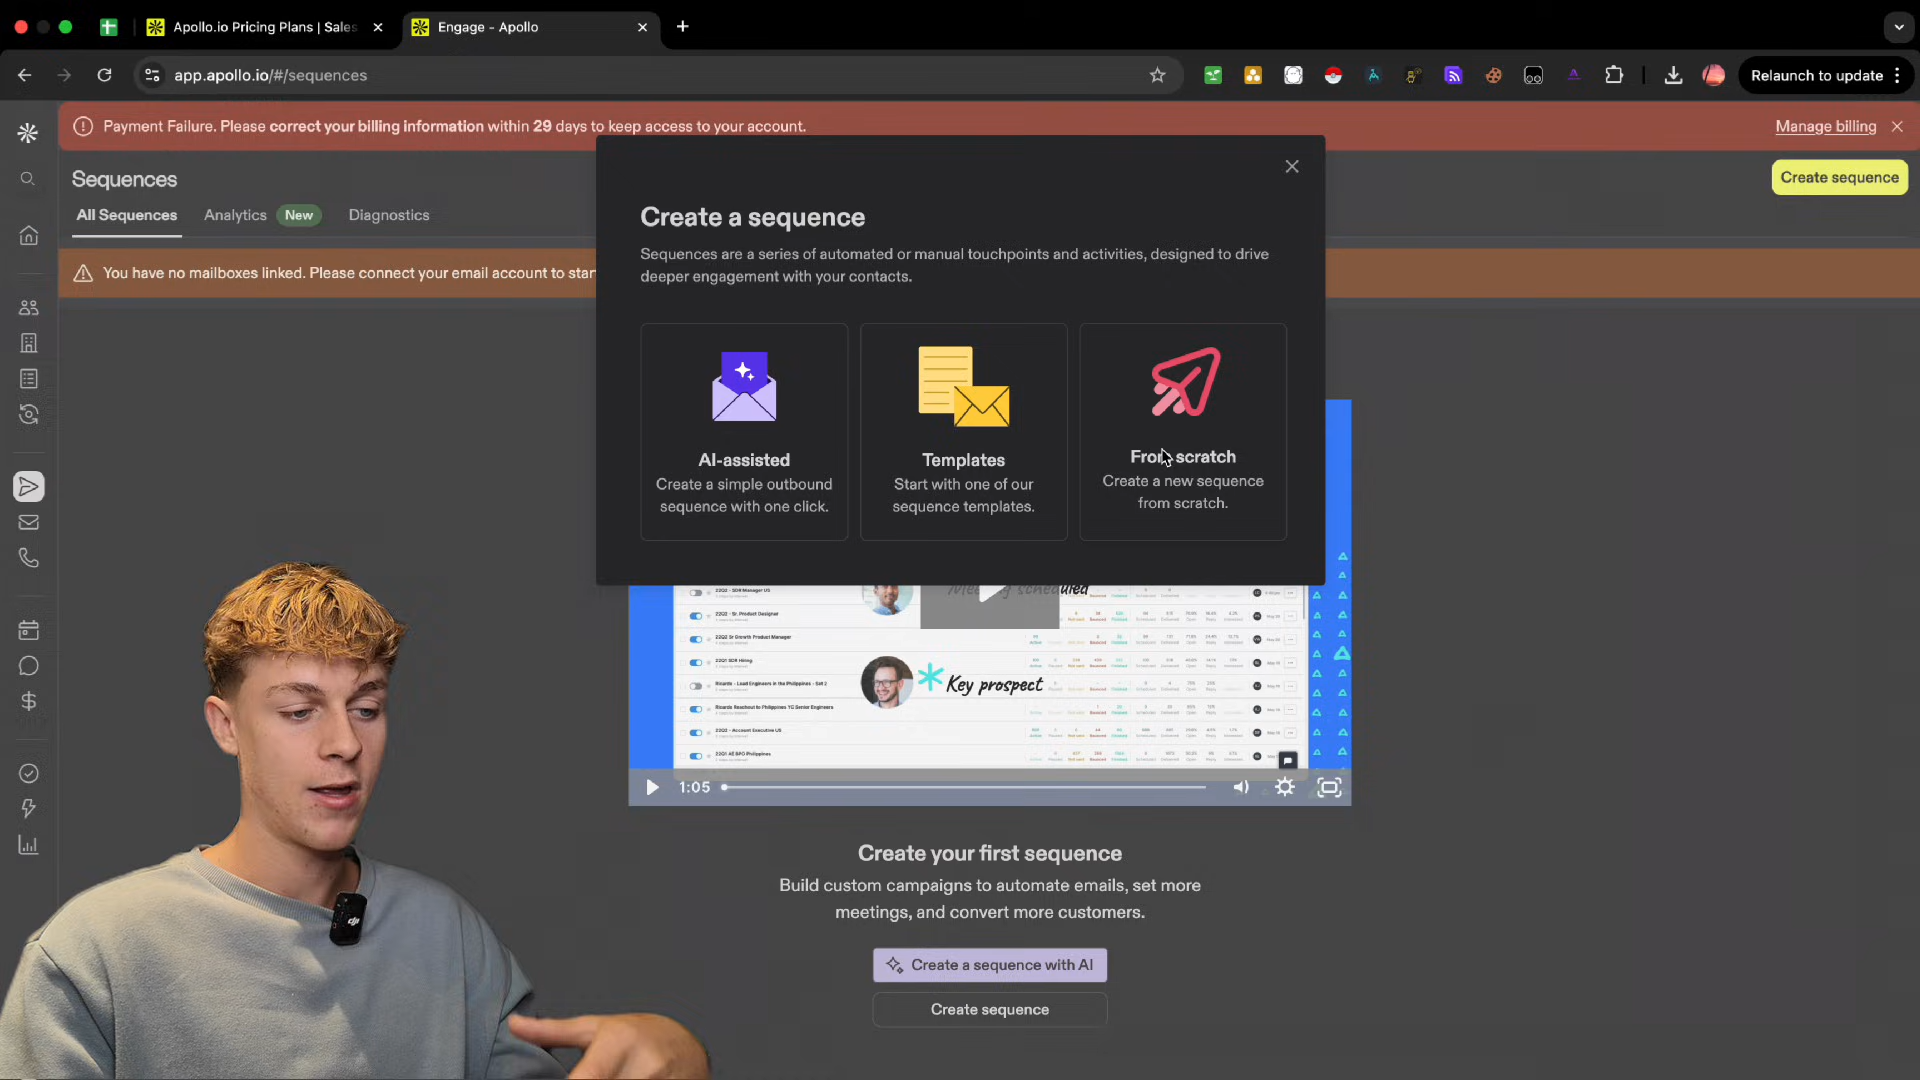 Apollo.io Pricing Plans | Sales
Engage - Apollo
app.apollo.io/#/sequences
Relaunch to update
Payment Failure. Please correct your billing information within 29 days to keep access to your account.
Manage billing
Sequences
Create sequence
All Sequences
Analytics
New
Diagnostics
You have no mailboxes linked. Please connect your email account to star
Create a sequence
Sequences are a series of automated or manual touchpoints and activities, designed to drive
deeper engagement with your contacts.
AI-assisted
Create a simple outbound
sequence with one click.
Templates
Start with one of our
sequence templates.
From scratch
Create a new sequence
from scratch.
Key prospect
1:05
Create your first sequence
Build custom campaigns to automate emails, set more
meetings, and convert more customers.
Create a sequence with AI
Create sequence
dji